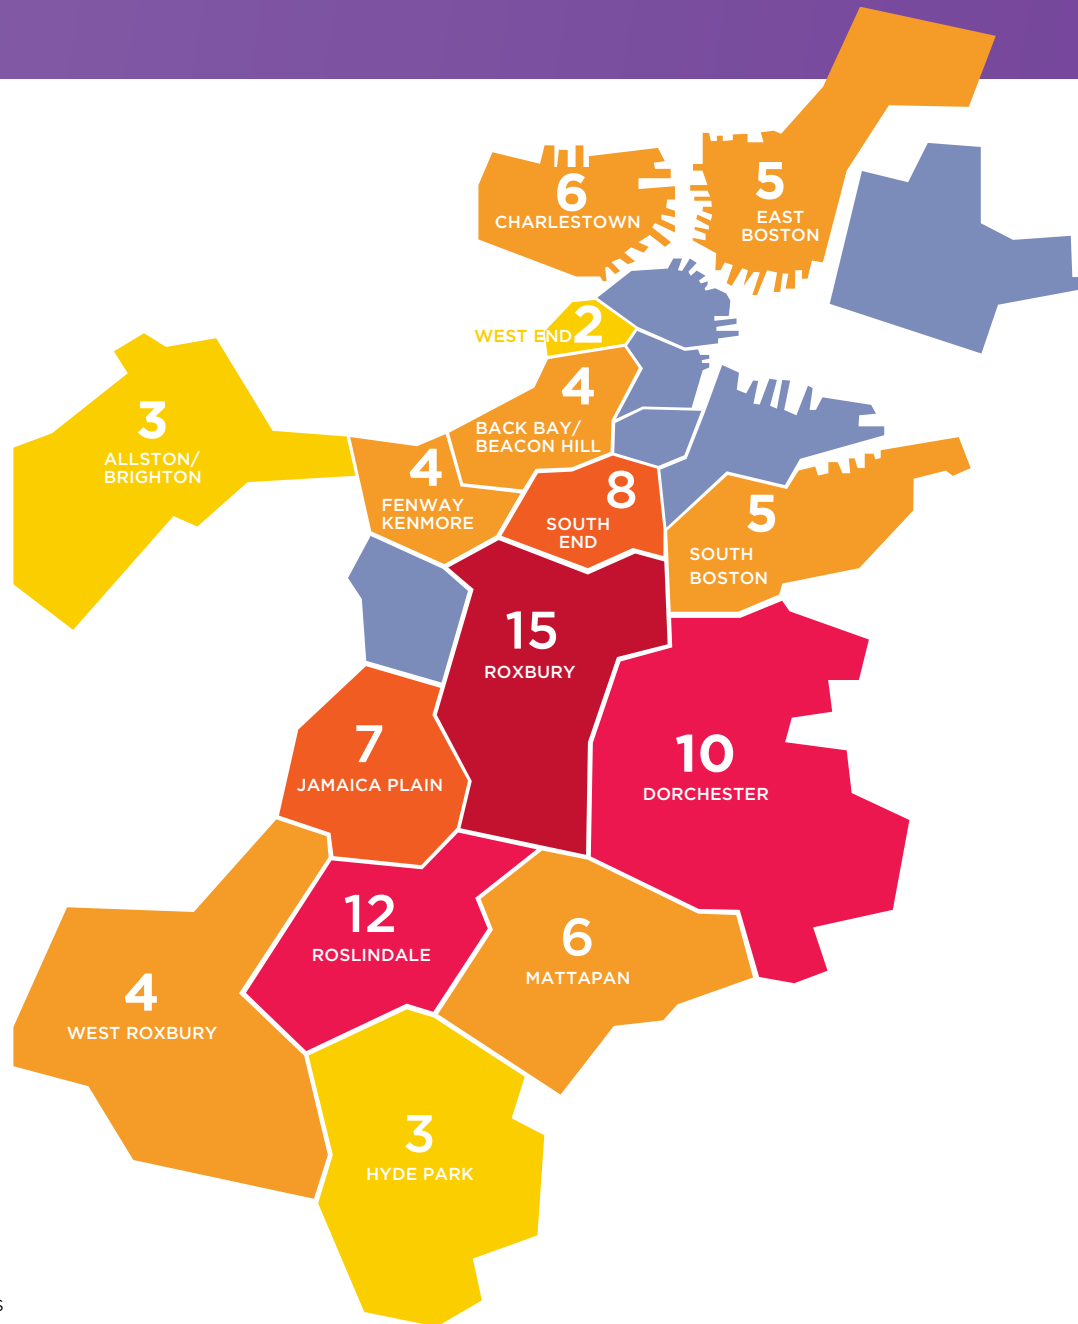 5
EAST
BOSTON
6
CHARLESTOWN
WEST END 2
4
BACK BAY/
BEACON HILL
3
ALLSTON/
BRIGHTON
4
FENWAY
KENMORE
8
SOUTH
END
5
SOUTH
BOSTON
15
ROXBURY
7
JAMAICA PLAIN
10
DORCHESTER
12
ROSLINDALE
6
MATTAPAN
4
WEST ROXBURY
3
HYDE PARK
s